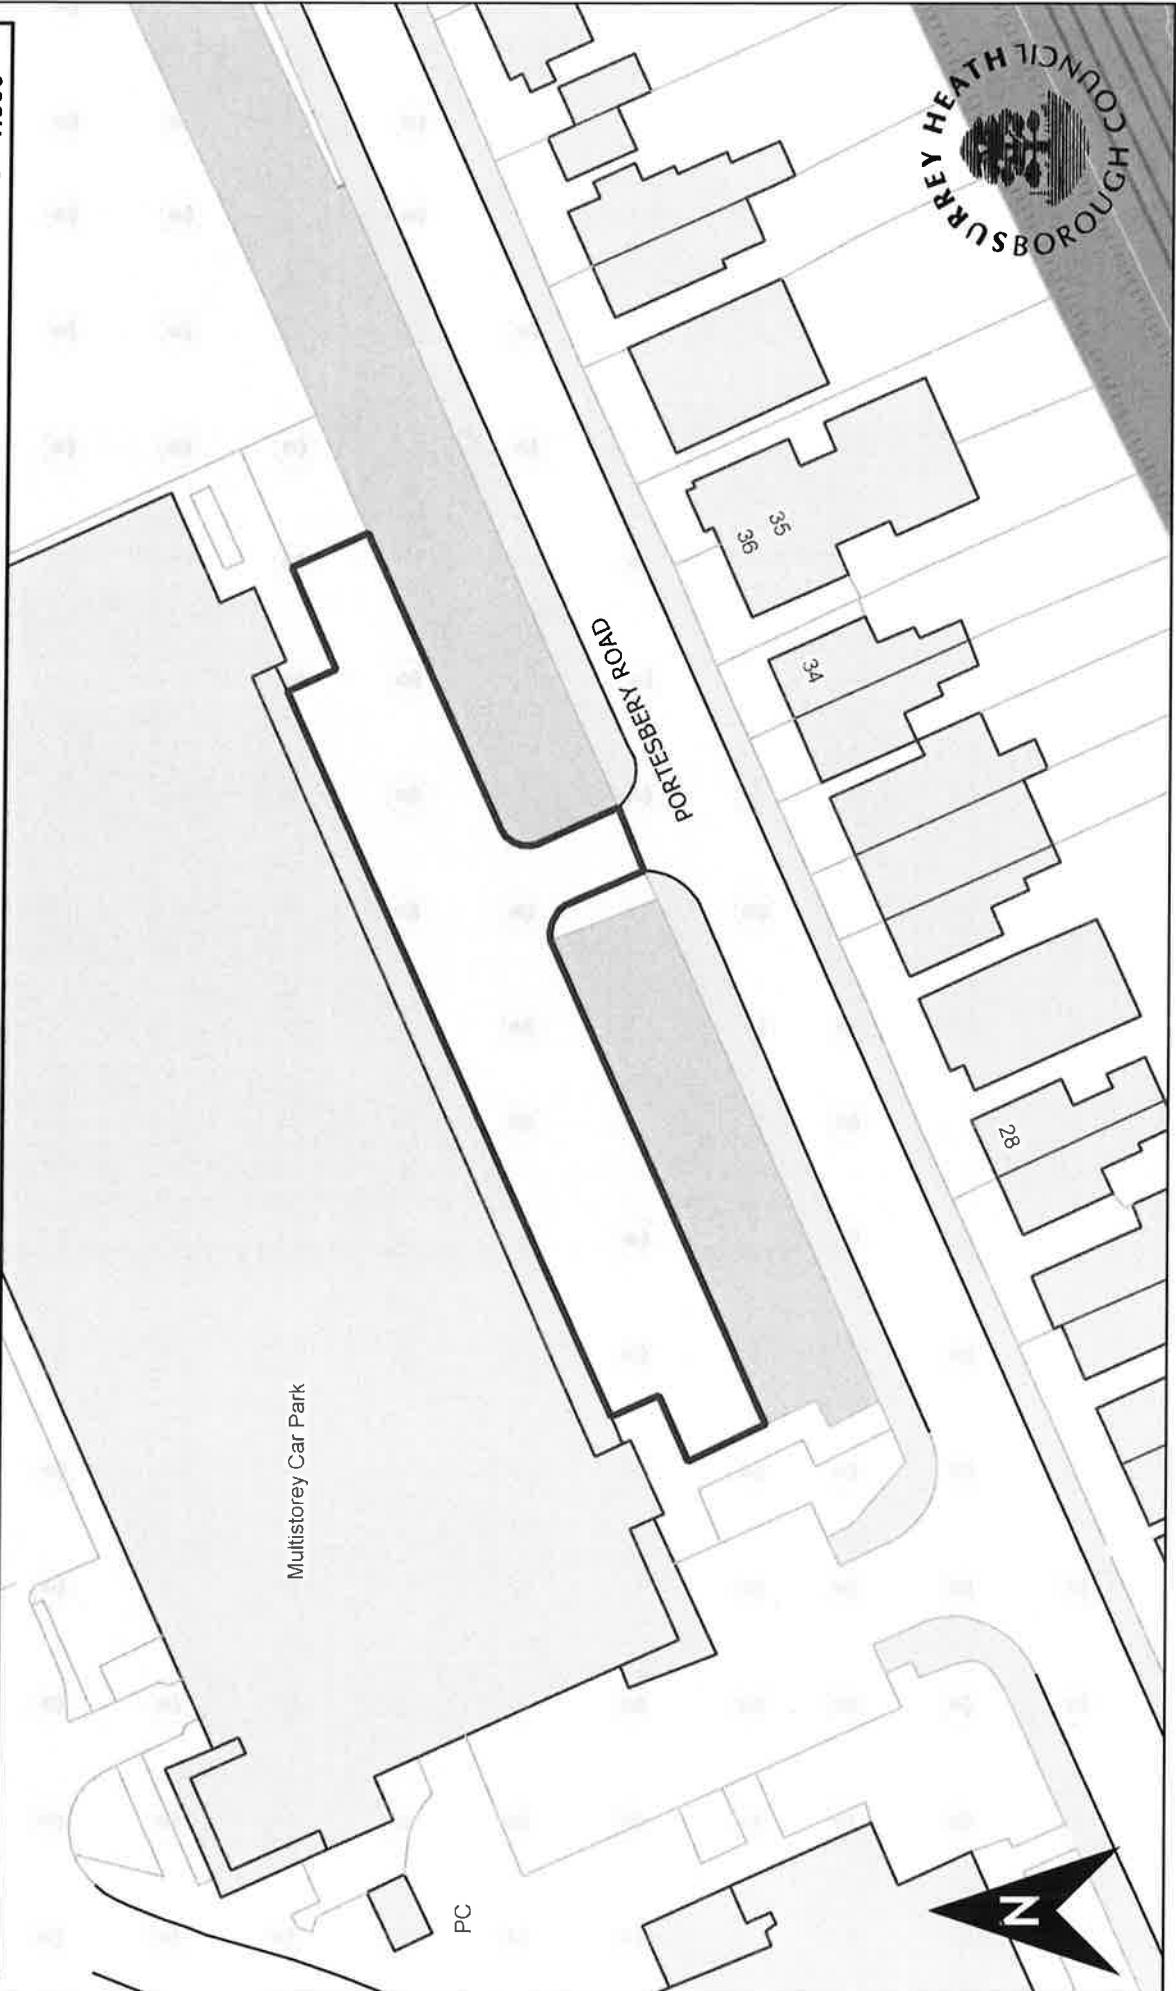 SURREY HEATH
BOROUGH COUNCIL
PORTESBERY ROAD
35
36
34
28
Multistorey Car Park
PC
N